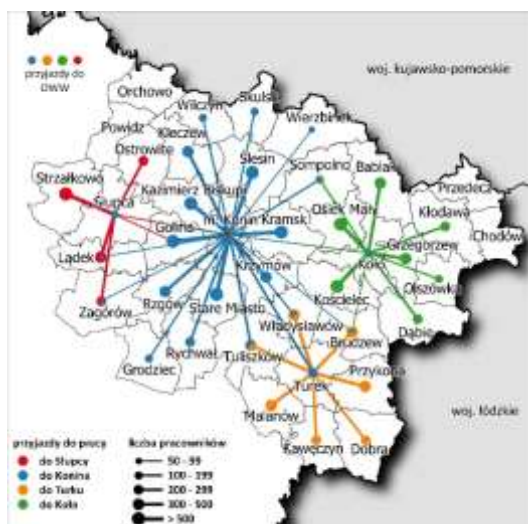 woj. kujawsko-pomorskie
przyjazdy do
OWW
Orchowo
Wilczyn
Skulsk
Wierzbinek
Powidz
Kleczew
Ostrowite
Ślesin
Sompolno
Babiak
Strzałkowo
Kazimierz Biskupi
Przedecz
Słupca
m. Konin
Kramsk
Osiek Mały
Kłodawa
Golina
Grzegorzew
Chodów
Lądek
Krzymów
Koło
Olszówka
Zagórów
Rzgów
Stare Miasto
Kościelec
Władysławów
Dąbie
Rychwał
Tuliszków
Brudzew
Grodziec
Turek
Przykona
Malanów
woj. łódzkie
Kawęczyn
Dobra
przyjazdy do pracy
do Słupcy
do Konina
do Turku
do Koła
liczba pracowników
50 - 99
100 - 199
200 - 299
300 - 500
> 500